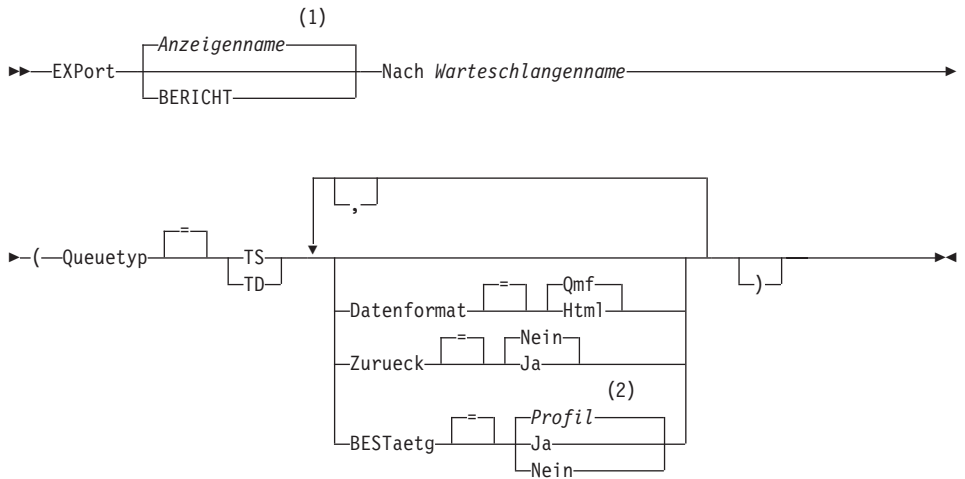 (1)
Anzeigenname
EXPort
Nach Warteschlangenname
BERICHT
,
( Queuetyp = TS
TD
)
Datenformat = Qmf
Html
Zurueck = Nein
Ja
(2)
BESTaetg = Profil
Ja
Nein